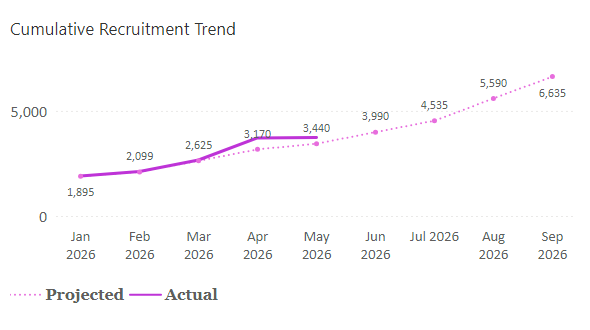 Cumulative Recruitment Trend
5,590
6,635
4,535
5,000
3,990
3,440
3,170
2,625
2,099
1,895
0
Jan 2026
Feb 2026
Mar 2026
Apr 2026
May 2026
Jun 2026
Jul 2026
Aug 2026
Sep 2026
Projected Actual